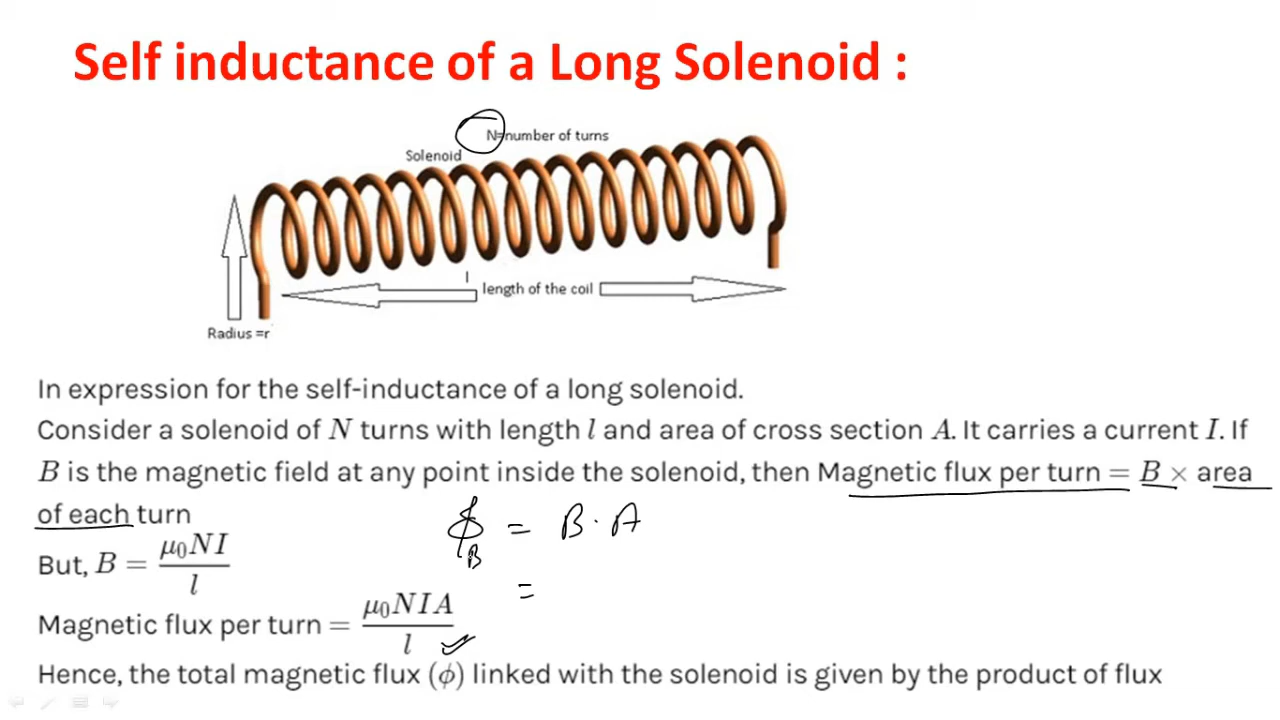 Self inductance of a Long Solenoid :
N=number of turns
Solenoid
l
length of the coil
Radius =r
In expression for the self-inductance of a long solenoid.
Consider a solenoid of N turns with length l and area of cross section A. It carries a current I. If
B is the magnetic field at any point inside the solenoid, then Magnetic flux per turn = B × area
of each turn
ϕ_B = B · A
But, B = μ₀NI / l
=
Magnetic flux per turn = μ₀NIA / l
Hence, the total magnetic flux (ϕ) linked with the solenoid is given by the product of flux